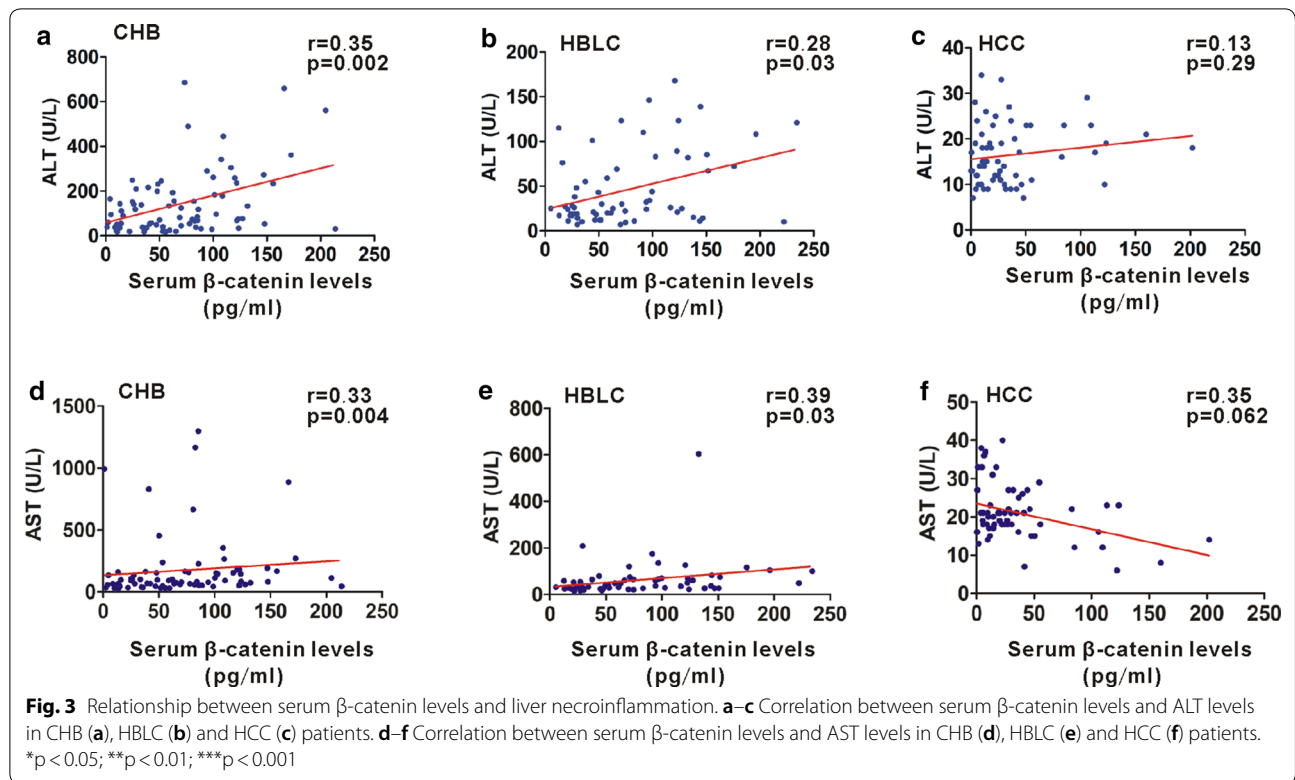 a CHB r=0.35
p=0.002
800
600
400
200
0
ALT (U/L)
0 50 100 150 200 250
Serum β-catenin levels
(pg/ml)
b HBLC r=0.28
p=0.03
200
150
100
50
0
ALT (U/L)
0 50 100 150 200 250
Serum β-catenin levels
(pg/ml)
c HCC r=0.13
p=0.29
40
30
20
10
0
ALT (U/L)
0 50 100 150 200 250
Serum β-catenin levels
(pg/ml)
d CHB r=0.33
p=0.004
1500
1000
500
0
AST (U/L)
0 50 100 150 200 250
Serum β-catenin levels
(pg/ml)
e HBLC r=0.39
p=0.03
800
600
400
200
0
AST (U/L)
0 50 100 150 200 250
Serum β-catenin levels
(pg/ml)
f HCC r=0.35
p=0.062
50
40
30
20
10
0
AST (U/L)
0 50 100 150 200 250
Serum β-catenin levels
(pg/ml)
Fig. 3 Relationship between serum β-catenin levels and liver necroinflammation. a–c Correlation between serum β-catenin levels and ALT levels
in CHB (a), HBLC (b) and HCC (c) patients. d–f Correlation between serum β-catenin levels and AST levels in CHB (d), HBLC (e) and HCC (f) patients.
*p < 0.05; **p < 0.01; ***p < 0.001